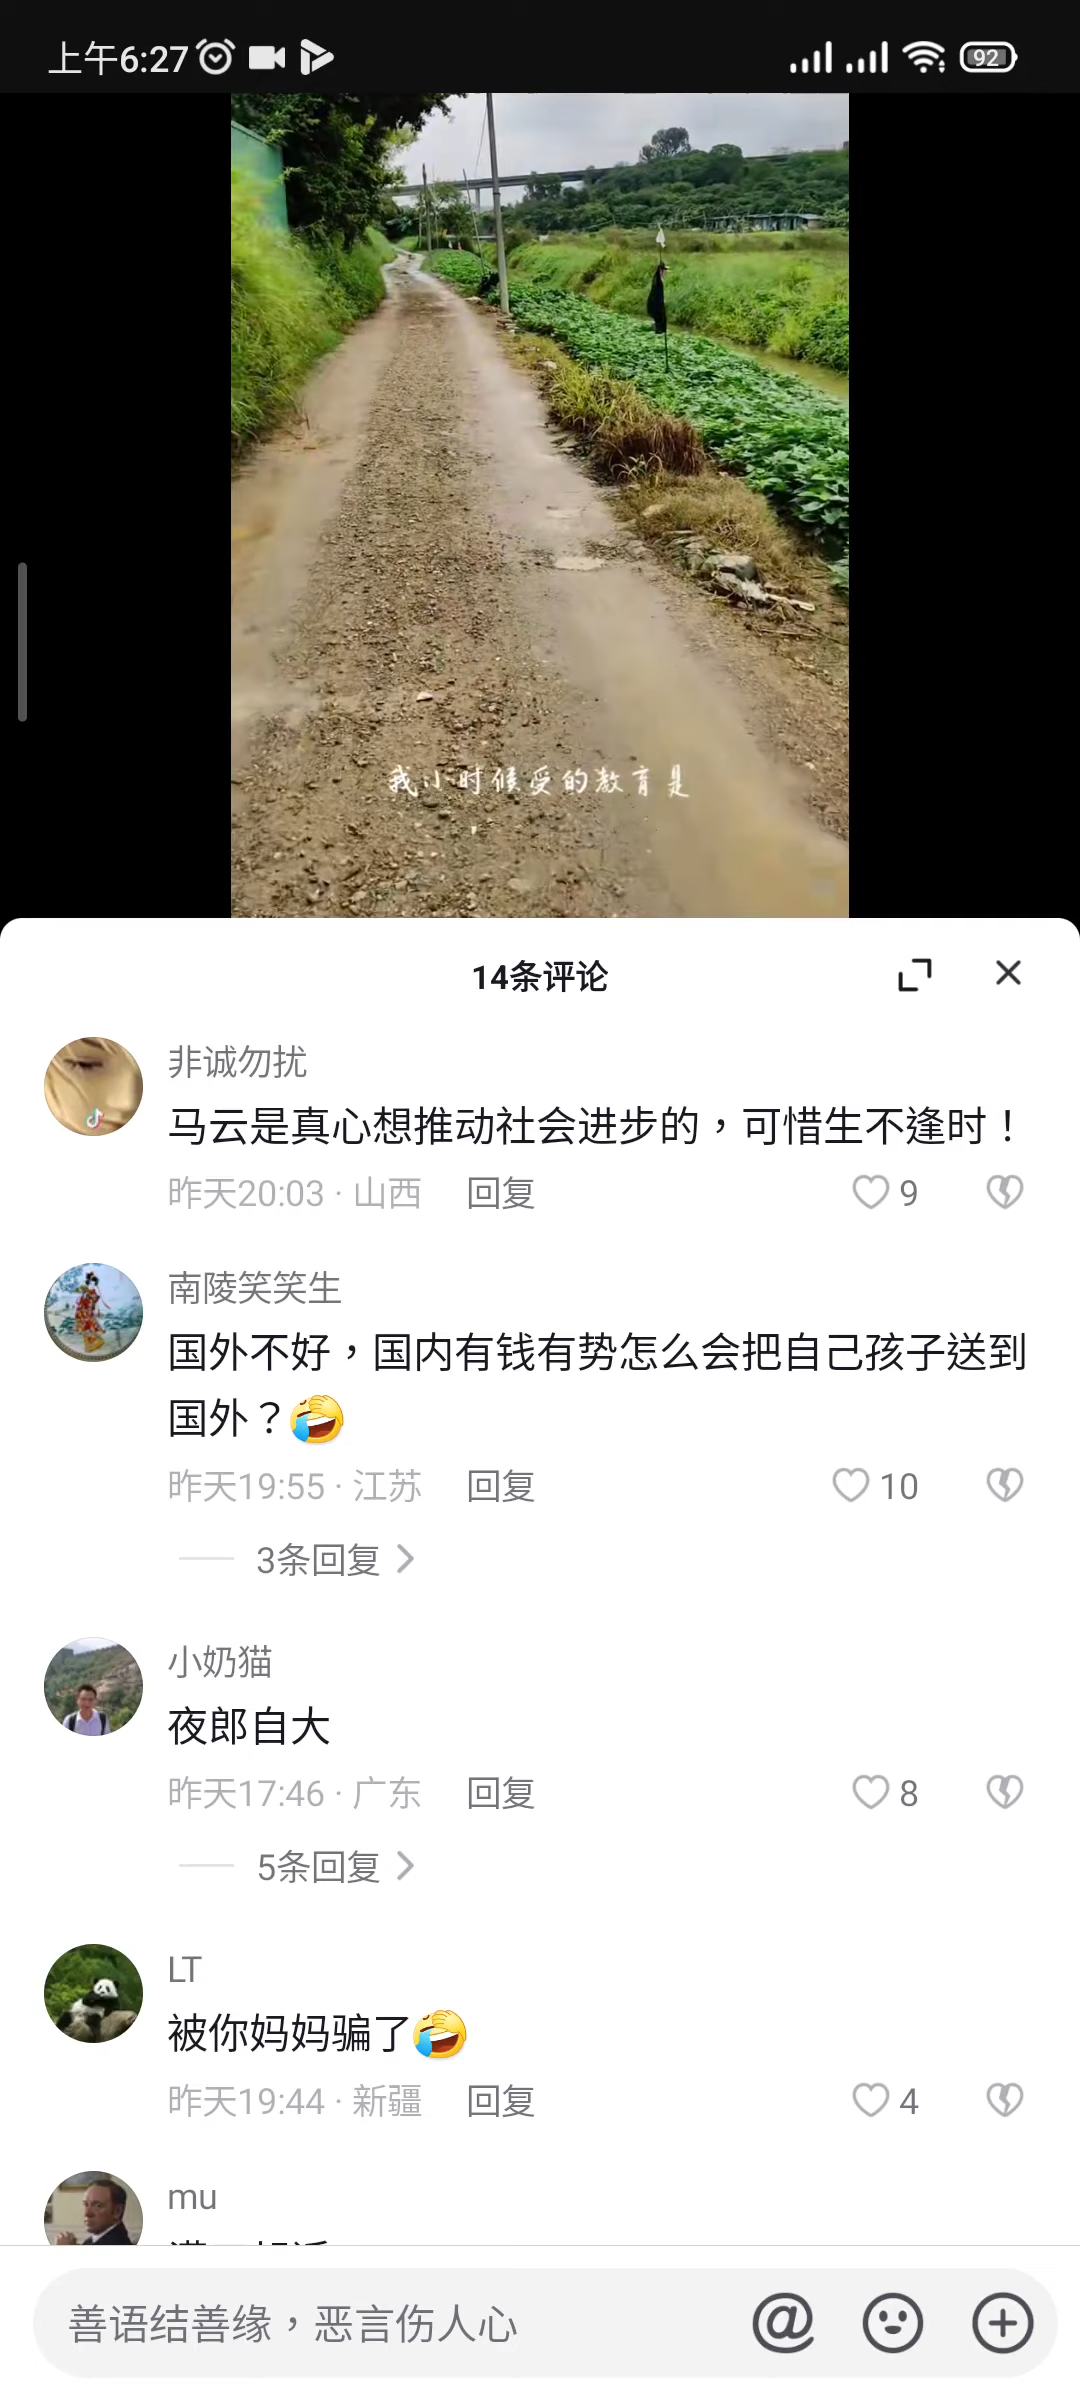 上午6:27
92
我小时候受的教育是
14条评论
非诚勿扰
马云是真心想推动社会进步的，可惜生不逢时！
昨天20:03 · 山西 回复 9
南陵笑笑生
国外不好，国内有钱有势怎么会把自己孩子送到
国外？🤣
昨天19:55 · 江苏 回复 10
3条回复
小奶猫
夜郎自大
昨天17:46 · 广东 回复 8
5条回复
LT
被你妈妈骗了🤣
昨天19:44 · 新疆 回复 4
mu
善语结善缘，恶言伤人心